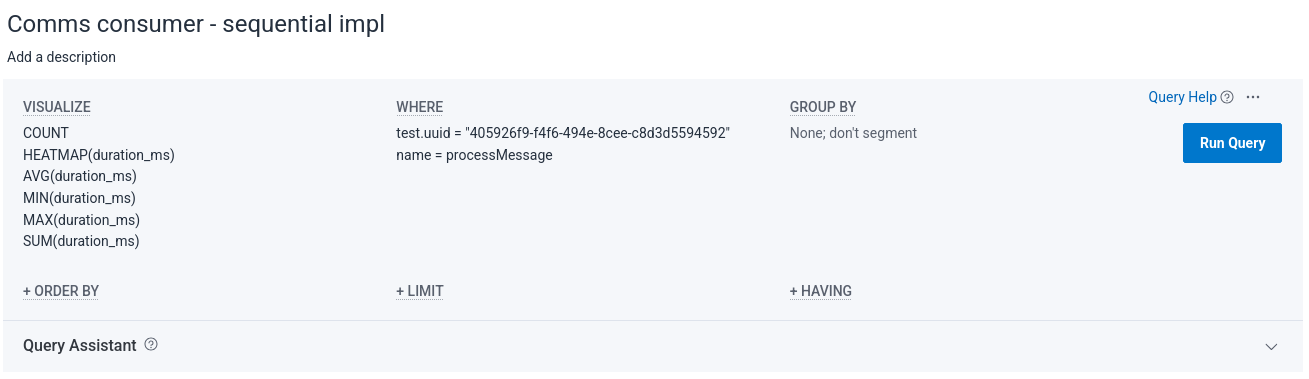 Comms consumer - sequential impl
Add a description
Query Help
VISUALIZE
COUNT
HEATMAP(duration_ms)
AVG(duration_ms)
MIN(duration_ms)
MAX(duration_ms)
SUM(duration_ms)
WHERE
test.uuid = "405926f9-f4f6-494e-8cee-c8d3d5594592"
name = processMessage
GROUP BY
None; don't segment
Run Query
+ ORDER BY
+ LIMIT
+ HAVING
Query Assistant